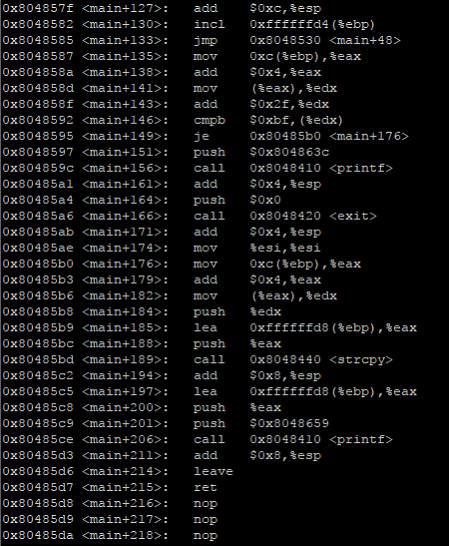 0x804857f <main+127>: add $0xc,%esp
0x8048582 <main+130>: incl 0xffffffd4(%ebp)
0x8048585 <main+133>: jmp 0x8048530 <main+48>
0x8048587 <main+135>: mov 0xc(%ebp),%eax
0x804858a <main+138>: add $0x4,%eax
0x804858d <main+141>: mov (%eax),%edx
0x804858f <main+143>: add $0x2f,%edx
0x8048592 <main+146>: cmpb $0xbf,(%edx)
0x8048595 <main+149>: je 0x80485b0 <main+176>
0x8048597 <main+151>: push $0x804863c
0x804859c <main+156>: call 0x8048410 <printf>
0x80485a1 <main+161>: add $0x4,%esp
0x80485a4 <main+164>: push $0x0
0x80485a6 <main+166>: call 0x8048420 <exit>
0x80485ab <main+171>: add $0x4,%esp
0x80485ae <main+174>: mov %esi,%esi
0x80485b0 <main+176>: mov 0xc(%ebp),%eax
0x80485b3 <main+179>: add $0x4,%eax
0x80485b6 <main+182>: mov (%eax),%edx
0x80485b8 <main+184>: push %edx
0x80485b9 <main+185>: lea 0xffffffd8(%ebp),%eax
0x80485bc <main+188>: push %eax
0x80485bd <main+189>: call 0x8048440 <strcpy>
0x80485c2 <main+194>: add $0x8,%esp
0x80485c5 <main+197>: lea 0xffffffd8(%ebp),%eax
0x80485c8 <main+200>: push %eax
0x80485c9 <main+201>: push $0x8048659
0x80485ce <main+206>: call 0x8048410 <printf>
0x80485d3 <main+211>: add $0x8,%esp
0x80485d6 <main+214>: leave
0x80485d7 <main+215>: ret
0x80485d8 <main+216>: nop
0x80485d9 <main+217>: nop
0x80485da <main+218>: nop